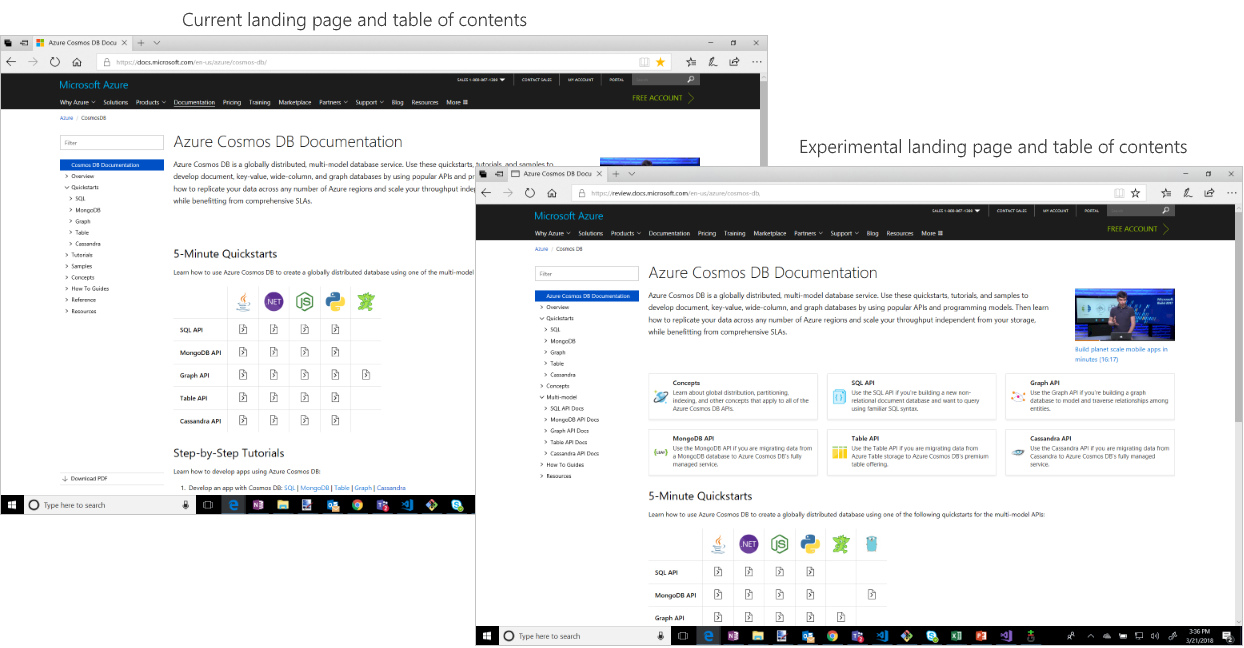 Current landing page and table of contents
Azure Cosmos DB Docu
https://docs.microsoft.com/en-us/azure/cosmos-db/
Microsoft Azure
SALES 1-800-867-1389 CONTACT SALES MY ACCOUNT PORTAL
Why Azure Solutions Products Documentation Pricing Training Marketplace Partners Support Blog Resources More
FREE ACCOUNT
Azure / CosmosDB
Filter
Cosmos DB Documentation
Overview
Quickstarts
SQL
MongoDB
Graph
Table
Cassandra
Tutorials
Samples
Concepts
How To Guides
Reference
Resources
Download PDF
Azure Cosmos DB Documentation
Azure Cosmos DB is a globally distributed, multi-model database service. Use these quickstarts, tutorials, and samples to
develop document, key-value, wide-column, and graph databases by using popular APIs and pr
how to replicate your data across any number of Azure regions and scale your throughput inde
while benefitting from comprehensive SLAs.
5-Minute Quickstarts
Learn how to use Azure Cosmos DB to create a globally distributed database using one of the multi-model
NET
JS
SQL API
MongoDB API
Graph API
Table API
Cassandra API
Step-by-Step Tutorials
Learn how to develop apps using Azure Cosmos DB:
1. Develop an app with Cosmos DB: SQL | MongoDB | Table | Graph | Cassandra
Type here to search
Experimental landing page and table of contents
Azure Cosmos DB Docu
https://review.docs.microsoft.com/en-us/azure/cosmos-db,
Microsoft Azure
SALES 1-800-867-1389 CONTACT SALES MY ACCOUNT PORTAL
Why Azure Solutions Products Documentation Pricing Training Marketplace Partners Support Blog Resources More
FREE ACCOUNT
Azure / Cosmos DB
Filter
Azure Cosmos DB Documentation
Overview
Quickstarts
SQL
MongoDB
Graph
Table
Cassandra
Concepts
Multi-model
SQL API Docs
MongoDB API Docs
Graph API Docs
Table API Docs
Cassandra API Docs
How To Guides
Resources
Azure Cosmos DB Documentation
Azure Cosmos DB is a globally distributed, multi-model database service. Use these quickstarts, tutorials, and samples to
develop document, key-value, wide-column, and graph databases by using popular APIs and programming models. Then learn
how to replicate your data across any number of Azure regions and scale your throughput independent from your storage,
while benefitting from comprehensive SLAs.
Build planet scale mobile apps in
minutes (16:17)
Concepts
Learn about global distribution, partitioning,
indexing, and other concepts that apply to all of the
Azure Cosmos DB APIs.
SQL API
Use the SQL API if you're building a new non-
relational document database and want to query
using familiar SQL syntax.
Graph API
Use the Graph API if you're building a graph
database to model and traverse relationships among
entities.
MongoDB API
Use the MongoDB API if you are migrating data from
a MongoDB database to Azure Cosmos DB's fully
managed service.
Table API
Use the Table API if you are migrating data from
Azure Table storage to Azure Cosmos DB's premium
table offering.
Cassandra API
Use the Cassandra API if you are migrating data from
Cassandra to Azure Cosmos DB's fully managed
service.
5-Minute Quickstarts
Learn how to use Azure Cosmos DB to create a globally distributed database using one of the following quickstarts for the multi-model APIs:
NET
JS
SQL API
MongoDB API
Graph API
Type here to search
3:36 PM
3/21/2018